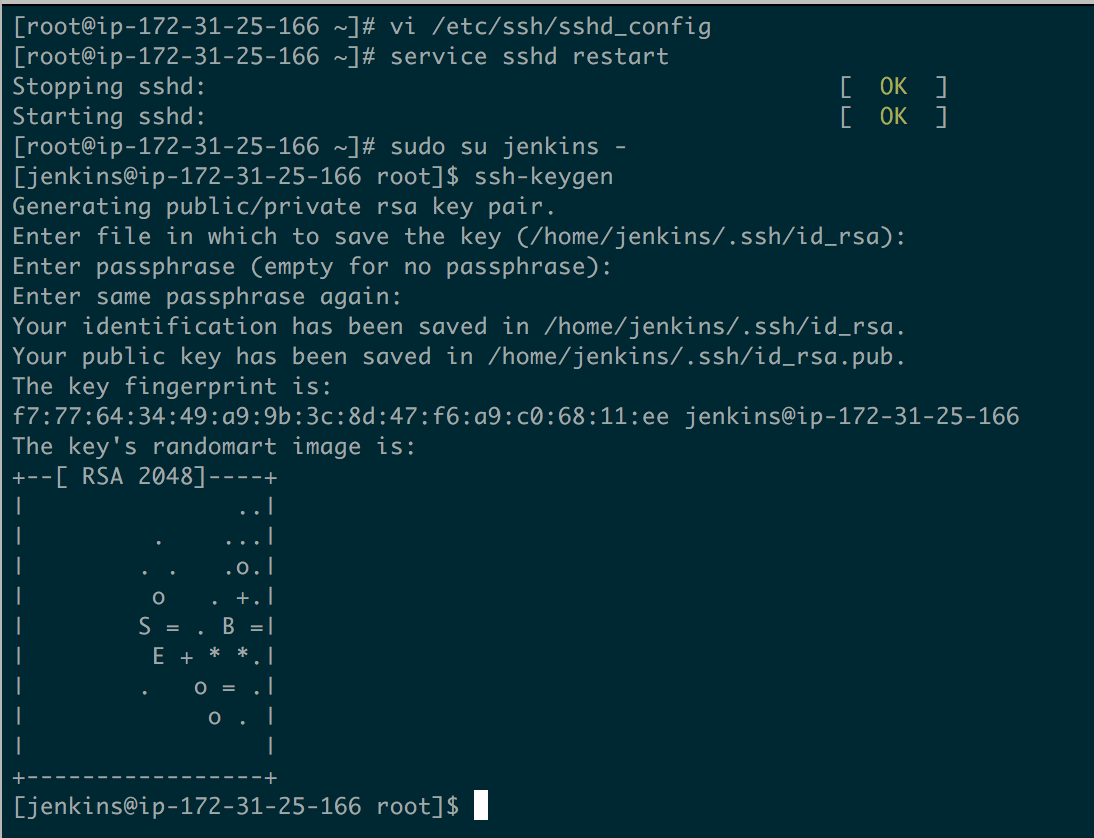 [root@ip-172-31-25-166 ~]# vi /etc/ssh/sshd_config
[root@ip-172-31-25-166 ~]# service sshd restart
Stopping sshd:                                             [  OK  ]
Starting sshd:                                             [  OK  ]
[root@ip-172-31-25-166 ~]# sudo su jenkins -
[jenkins@ip-172-31-25-166 root]$ ssh-keygen
Generating public/private rsa key pair.
Enter file in which to save the key (/home/jenkins/.ssh/id_rsa):
Enter passphrase (empty for no passphrase):
Enter same passphrase again:
Your identification has been saved in /home/jenkins/.ssh/id_rsa.
Your public key has been saved in /home/jenkins/.ssh/id_rsa.pub.
The key fingerprint is:
f7:77:64:34:49:a9:9b:3c:8d:47:f6:a9:c0:68:11:ee jenkins@ip-172-31-25-166
The key's randomart image is:
+--[ RSA 2048]----+
|               ..|
|         .    ...|
|        . .   .o.|
|         o   . +.|
|        S = . B =|
|         E + * *.|
|        .   o = .|
|             o . |
|                 |
+-----------------+
[jenkins@ip-172-31-25-166 root]$